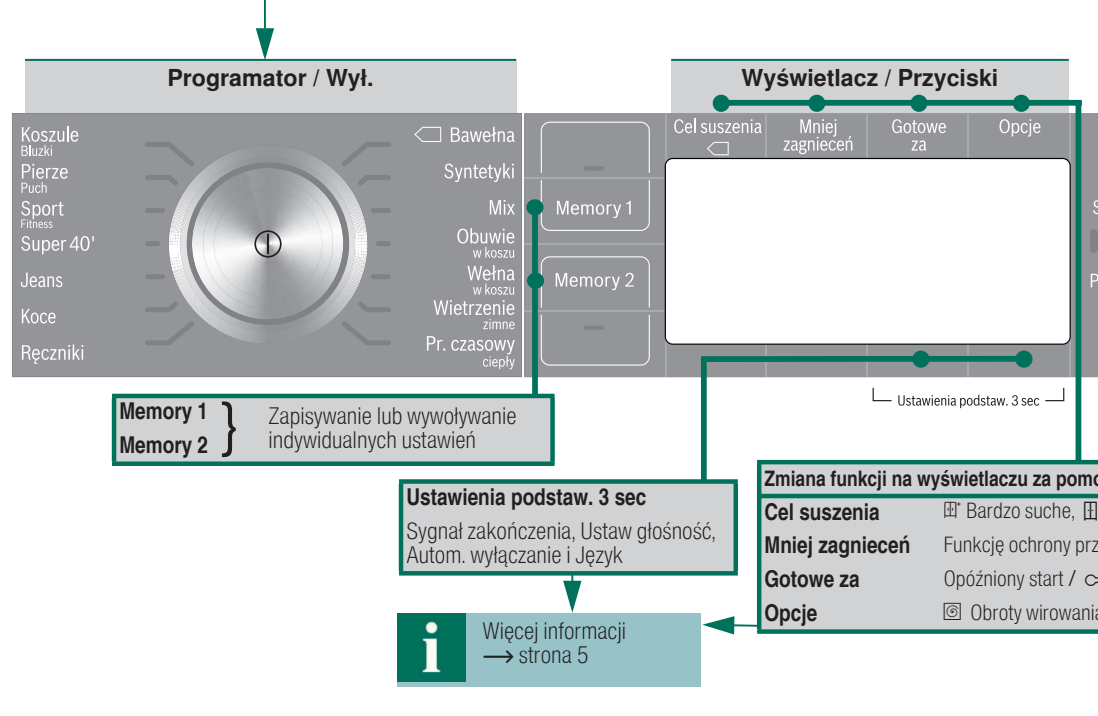 Programator / Wył.
Wyświetlacz / Przyciski
Koszule
Bluzki
Pierze
Puch
Sport
Fitness
Super 40'
Jeans
Koce
Ręczniki
Bawełna
Syntetyki
Mix
Obuwie
w koszu
Wełna
w koszu
Wietrzenie
zimne
Pr. czasowy
ciepły
Memory 1
Memory 2
Cel suszenia
Mniej
zagnieceń
Gotowe
za
Opcje
S
P
Ustawienia podstaw. 3 sec
Memory 1
Memory 2
Zapisywanie lub wywoływanie
indywidualnych ustawień
Ustawienia podstaw. 3 sec
Sygnał zakończenia, Ustaw głośność,
Autom. wyłączanie i Język
Więcej informacji
→ strona 5
Zmiana funkcji na wyświetlaczu za pomo
Cel suszenia Bardzo suche,
Mniej zagnieceń Funkcję ochrony prz
Gotowe za Opóźniony start /
Opcje Obroty wirowania